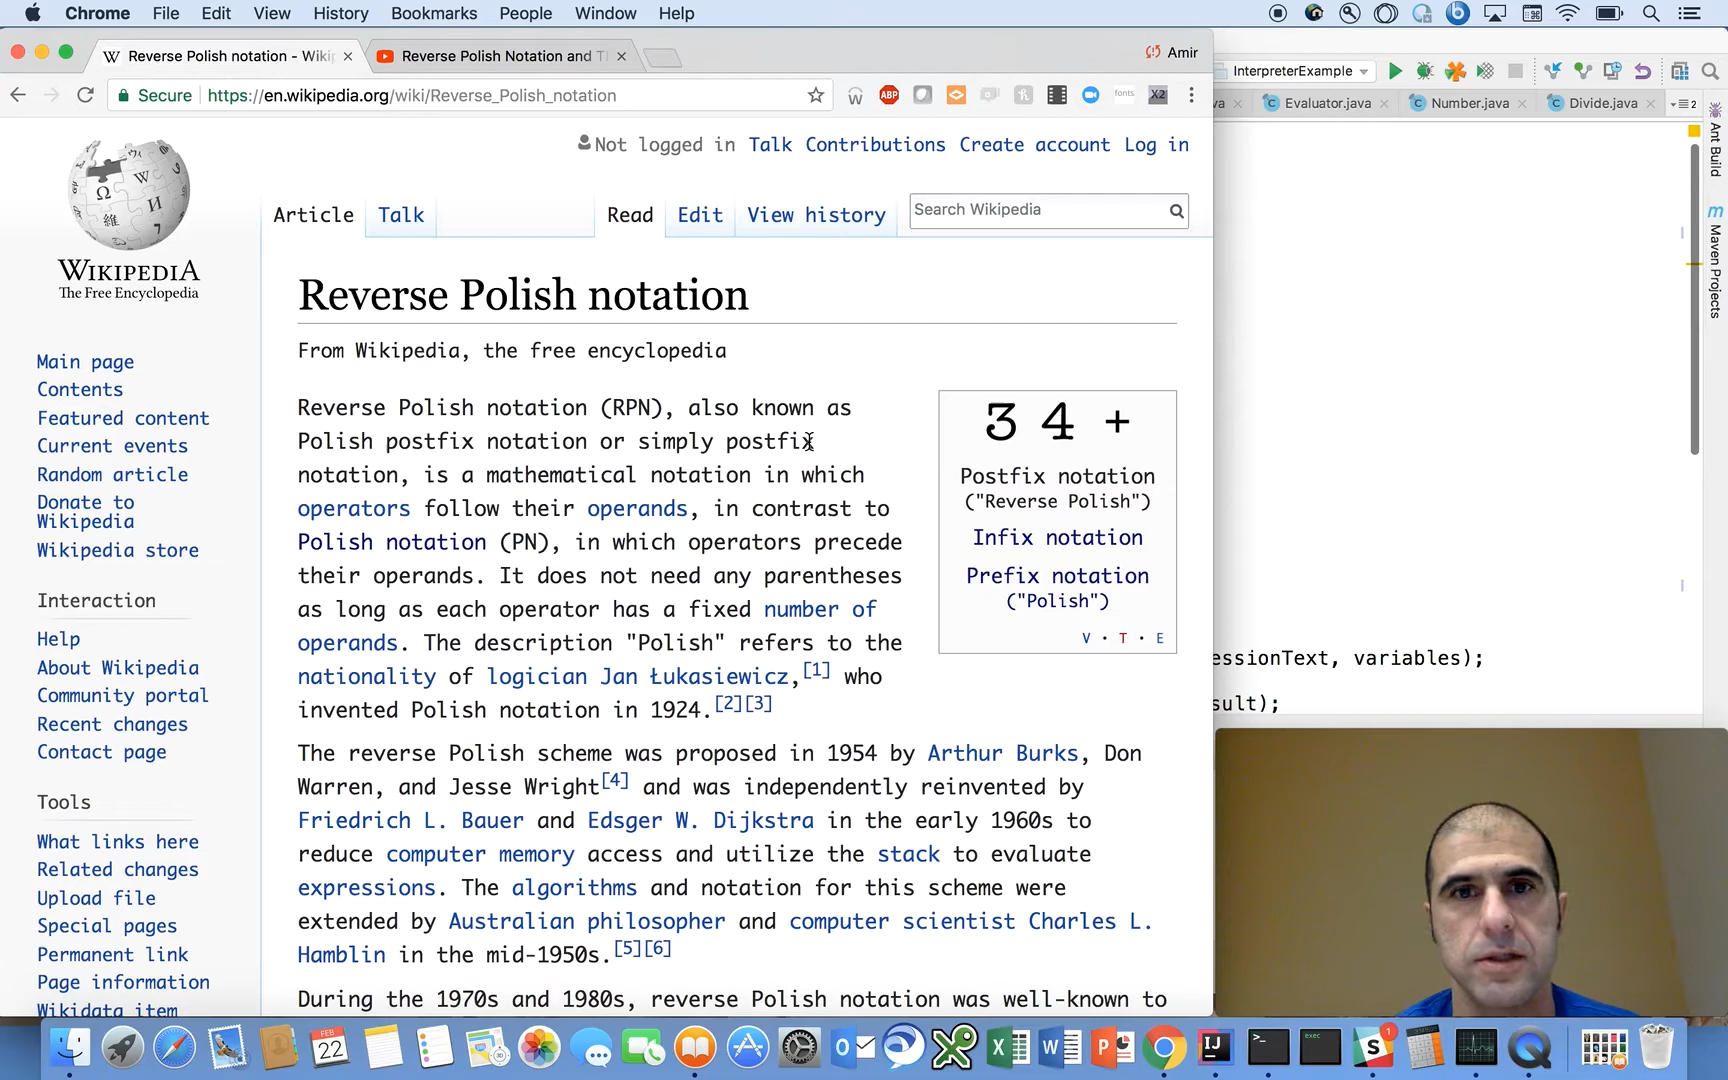 Chrome File Edit View History Bookmarks People Window Help
Reverse Polish notation - Wikip
Reverse Polish Notation and Th
Amir
Secure https://en.wikipedia.org/wiki/Reverse_Polish_notation
ABP
fonts
X2
InterpreterExample
va
Evaluator.java
Number.java
Divide.java
2
Ant Build
m
Maven Projects
WIKIPEDIA
The Free Encyclopedia
Not logged in Talk Contributions Create account Log in
Article Talk Read Edit View history
Search Wikipedia
Main page
Contents
Featured content
Current events
Random article
Donate to
Wikipedia
Wikipedia store
Interaction
Help
About Wikipedia
Community portal
Recent changes
Contact page
Tools
What links here
Related changes
Upload file
Special pages
Permanent link
Page information
Wikidata item
Reverse Polish notation
From Wikipedia, the free encyclopedia
Reverse Polish notation (RPN), also known as
Polish postfix notation or simply postfix
notation, is a mathematical notation in which
operators follow their operands, in contrast to
Polish notation (PN), in which operators precede
their operands. It does not need any parentheses
as long as each operator has a fixed number of
operands. The description "Polish" refers to the
nationality of logician Jan Łukasiewicz,[1] who
invented Polish notation in 1924.[2][3]
3 4 +
Postfix notation
("Reverse Polish")
Infix notation
Prefix notation
("Polish")
V · T · E
The reverse Polish scheme was proposed in 1954 by Arthur Burks, Don
Warren, and Jesse Wright[4] and was independently reinvented by
Friedrich L. Bauer and Edsger W. Dijkstra in the early 1960s to
reduce computer memory access and utilize the stack to evaluate
expressions. The algorithms and notation for this scheme were
extended by Australian philosopher and computer scientist Charles L.
Hamblin in the mid-1950s.[5][6]
During the 1970s and 1980s, reverse Polish notation was well-known to
essionText, variables);
sult);
FEB
22
1